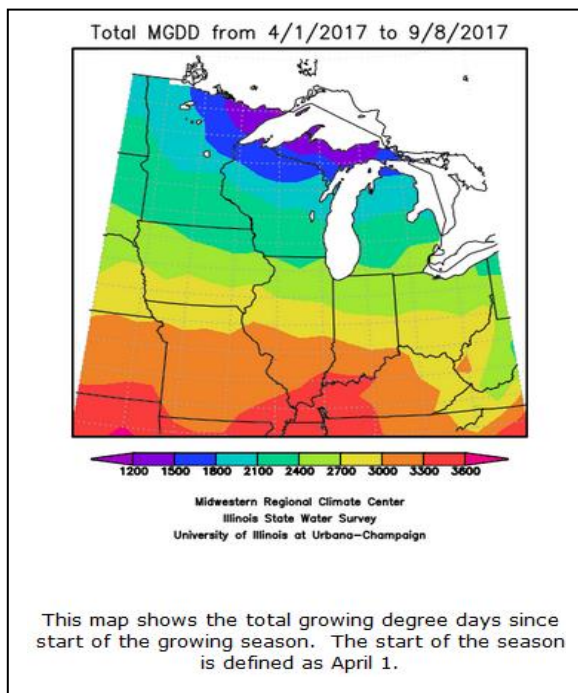 Total MGDD from 4/1/2017 to 9/8/2017
1200 1500 1800 2100 2400 2700 3000 3300 3600
Midwestern Regional Climate Center
Illinois State Water Survey
University of Illinois at Urbana-Champaign
This map shows the total growing degree days since
start of the growing season. The start of the season
is defined as April 1.